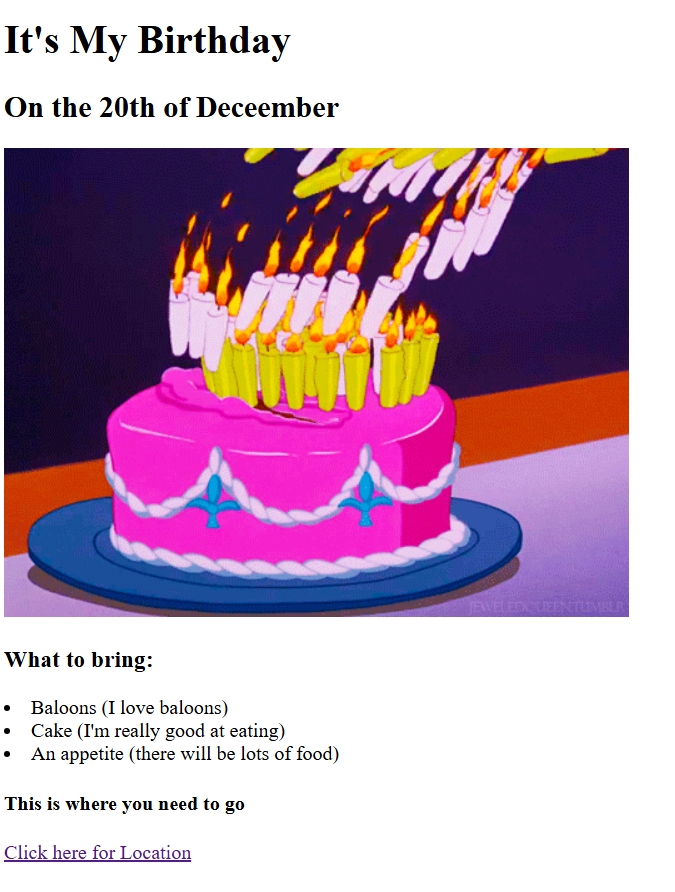 It's My Birthday
On the 20th of Deceember
JEWELEDQUEEN TUMBLR
What to bring:
Baloons (I love baloons)
Cake (I'm really good at eating)
An appetite (there will be lots of food)
This is where you need to go
Click here for Location